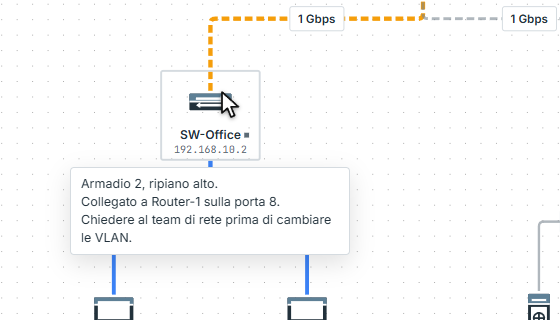 1 Gbps
1 Gbps
SW-Office
192.168.10.2
Armadio 2, ripiano alto.
Collegato a Router-1 sulla porta 8.
Chiedere al team di rete prima di cambiare
le VLAN.